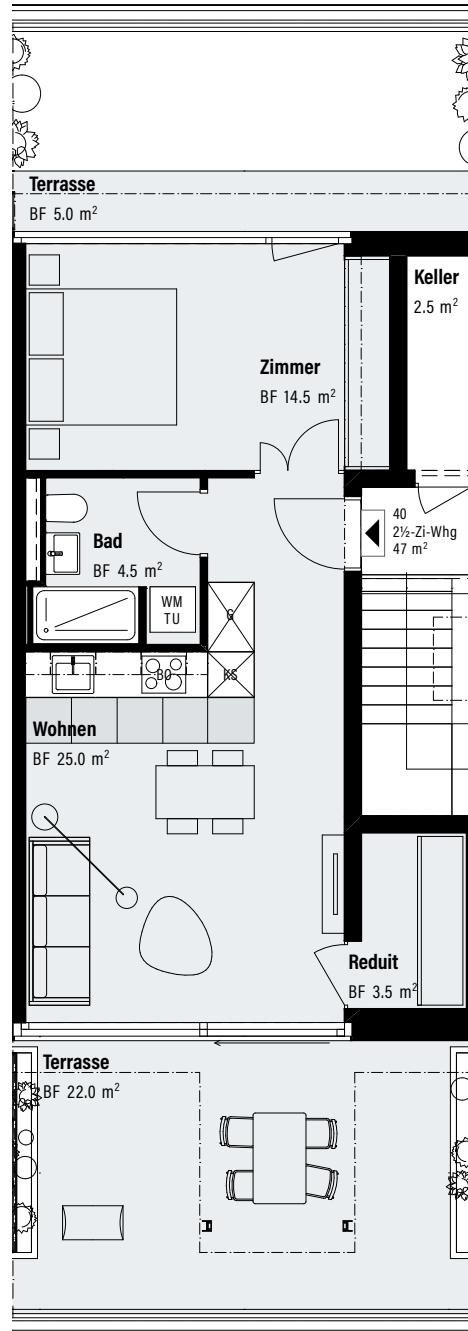 Terrasse
BF 5.0 m²
Keller
2.5 m²
Zimmer
BF 14.5 m²
40
2½-Zi-Whg
47 m²
Bad
BF 4.5 m²
WM
TU
G
BO
KS
Wohnen
BF 25.0 m²
Reduit
BF 3.5 m²
Terrasse
BF 22.0 m²